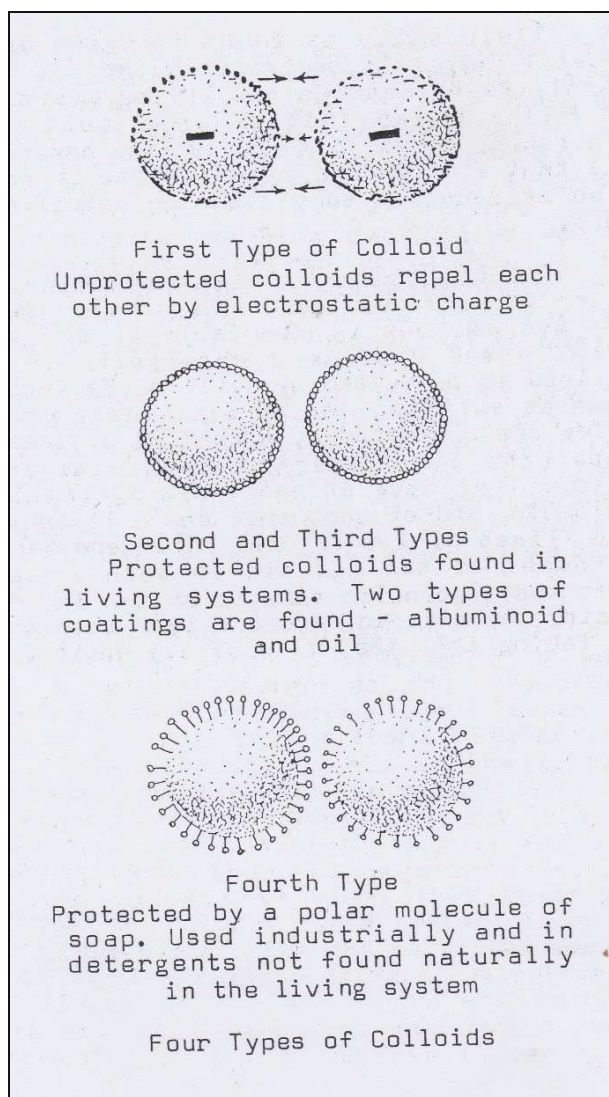 First Type of Colloid
Unprotected colloids repel each
other by electrostatic charge
Second and Third Types
Protected colloids found in
living systems. Two types of
coatings are found - albuminoid
and oil
Fourth Type
Protected by a polar molecule of
soap. Used industrially and in
detergents not found naturally
in the living system
Four Types of Colloids